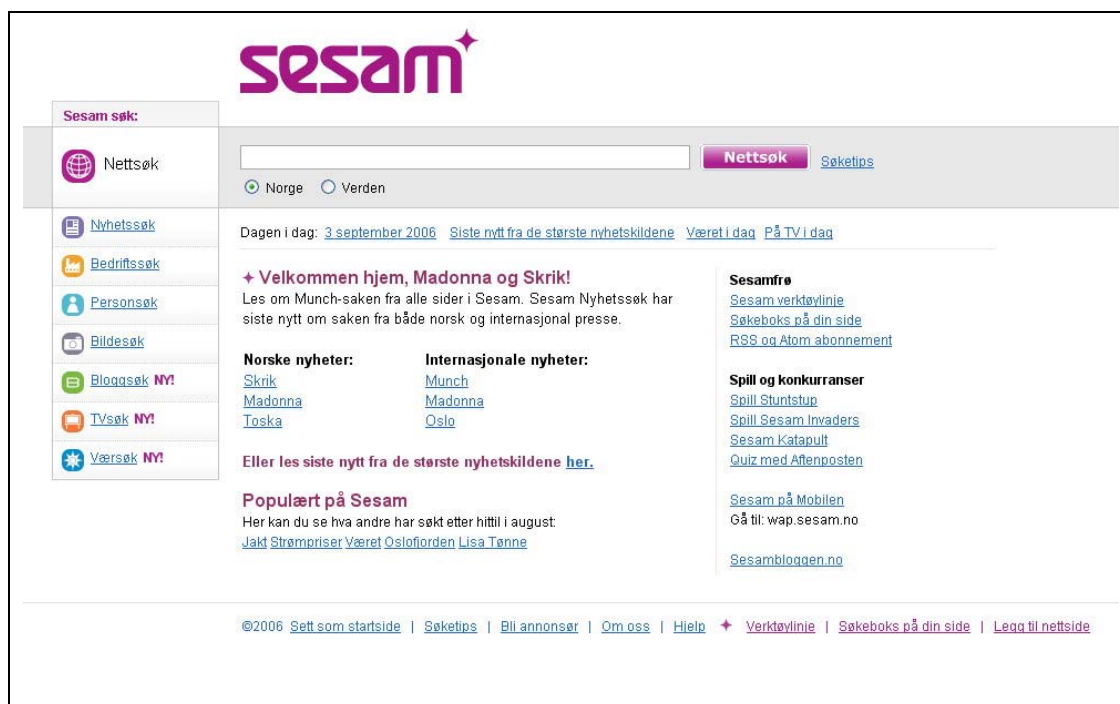 sesam
Sesam søk:
Nettsøk
Nettsøk Søketips
Norge Verden
Nyhetssøk
Bedriftssøk
Personsøk
Bildesøk
Bloggsøk NY!
TVsøk NY!
Værsøk NY!
Dagen i dag: 3 september 2006 Siste nytt fra de største nyhetskildene Været i dag På TV i dag
Velkommen hjem, Madonna og Skrik!
Les om Munch-saken fra alle sider i Sesam. Sesam Nyhetssøk har
siste nytt om saken fra både norsk og internasjonal presse.
Norske nyheter:
Skrik
Madonna
Toska
Internasjonale nyheter:
Munch
Madonna
Oslo
Eller les siste nytt fra de største nyhetskildene her.
Populært på Sesam
Her kan du se hva andre har søkt etter hittil i august:
Jakt Strømpriser Været Oslofjorden Lisa Tønne
Sesamfrø
Sesam verktøylinje
Søkeboks på din side
RSS og Atom abonnement
Spill og konkurranser
Spill Stuntstup
Spill Sesam Invaders
Sesam Katapult
Quiz med Aftenposten
Sesam på Mobilen
Gå til: wap.sesam.no
Sesambloggen.no
©2006 Sett som startside | Søketips | Bli annonsør | Om oss | Hjelp Verktøylinje | Søkeboks på din side | Legg til nettside